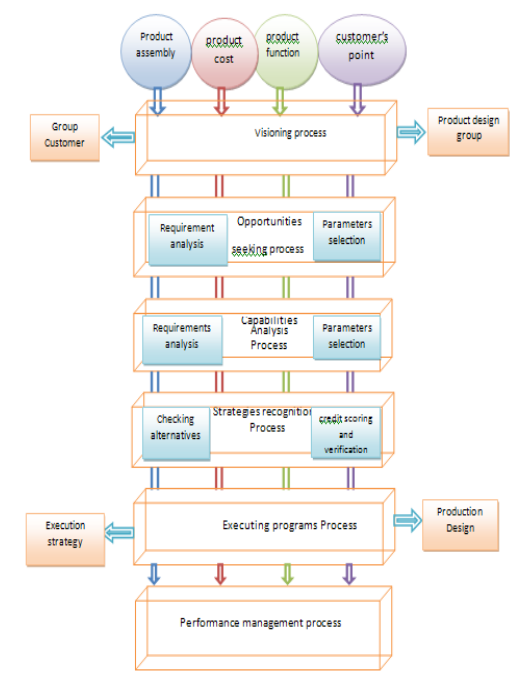 Product
assembly
product
cost
product
function
customer's
point
Group
Customer
Visioning process
Product design
group
Requirement
analysis
Opportunities
seeking process
Parameters
selection
Requirements
analysis
Capabilities
Analysis
Process
Parameters
selection
Checking
alternatives
Strategies recognition
Process
credit scoring
and
verification
Execution
strategy
Executing programs Process
Production
Design
Performance management process